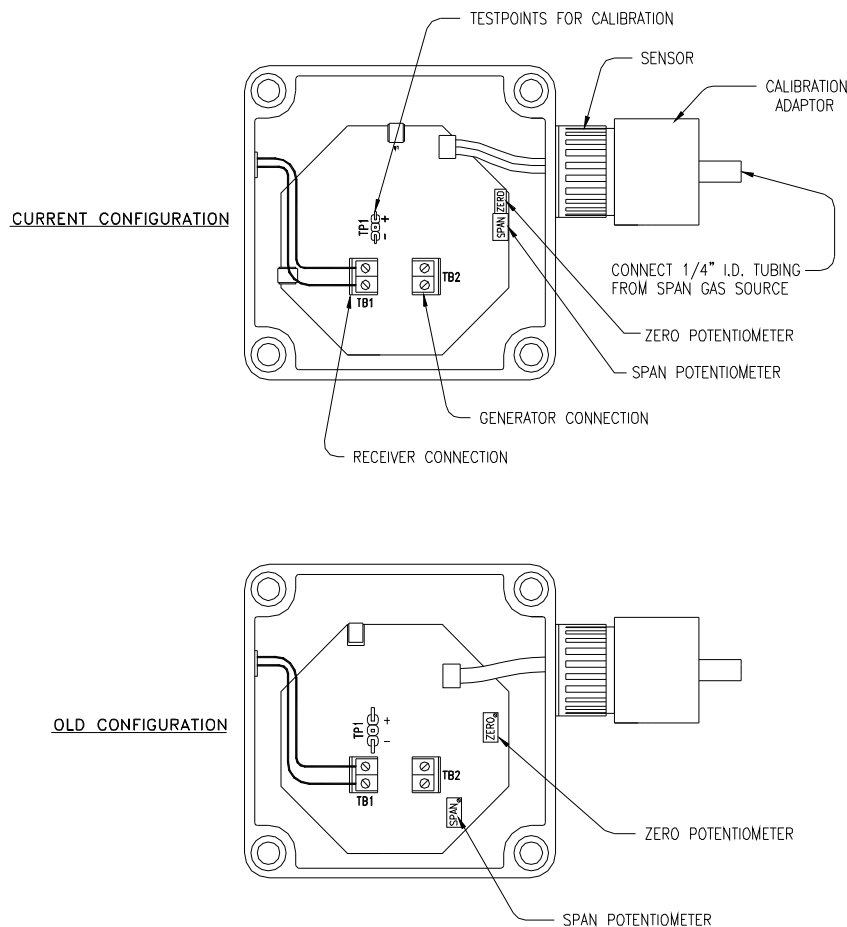 TESTPOINTS FOR CALIBRATION
SENSOR
CALIBRATION
ADAPTOR
CURRENT CONFIGURATION
TP1
+
-
ZERO
SPAN
TB1
TB2
CONNECT 1/4" I.D. TUBING
FROM SPAN GAS SOURCE
ZERO POTENTIOMETER
SPAN POTENTIOMETER
GENERATOR CONNECTION
RECEIVER CONNECTION
OLD CONFIGURATION
TP1
+
-
ZERO
TB1
TB2
SPAN
ZERO POTENTIOMETER
SPAN POTENTIOMETER